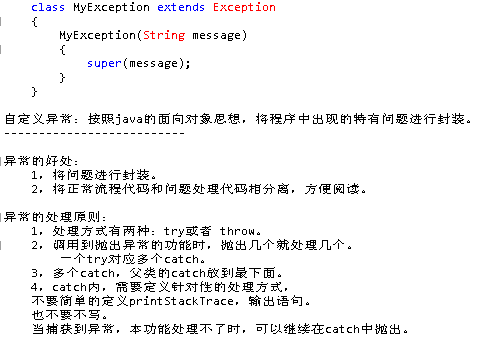 class MyException extends Exception
{
MyException(String message)
{
super(message);
}
}
自定义异常：按照java的面向对象思想，将程序中出现的特有问题进行封装。
--------------------------
异常的好处：
1，将问题进行封装。
2，将正常流程代码和问题处理代码相分离，方便阅读。
异常的处理原则：
1，处理方式有两种：try或者 throw。
2，调用到抛出异常的功能时，抛出几个就处理几个。
一个try对应多个catch。
3，多个catch，父类的catch放到最下面。
4，catch内，需要定义针对性的处理方式，
不要简单的定义printStackTrace，输出语句。
也不要不写。
当捕获到异常，本功能处理不了时，可以继续在catch中抛出。